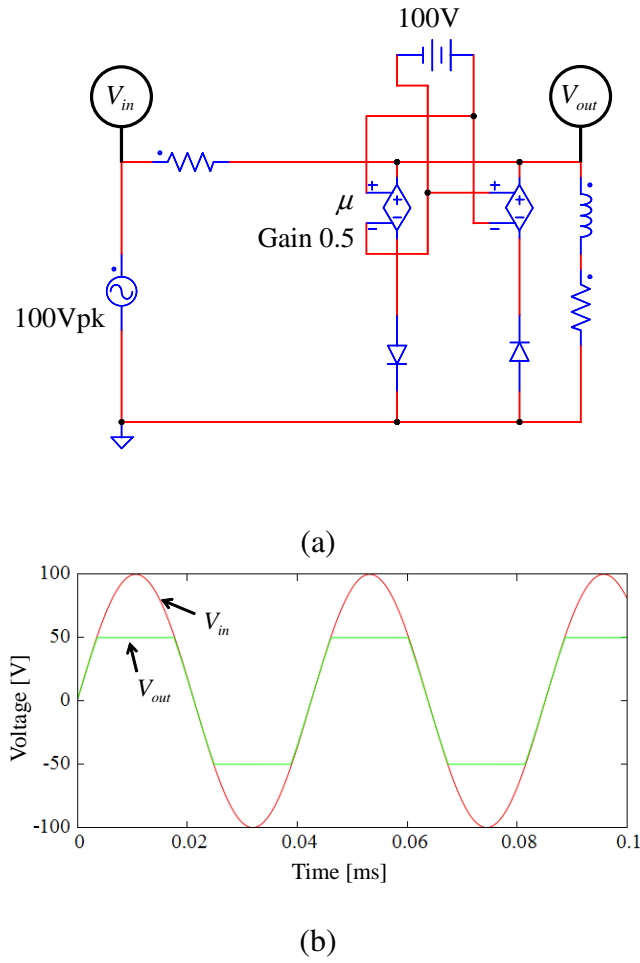 100V
V_in
V_out
+
−
+
−
μ
Gain 0.5
+
−
+
−
100Vpk
(a)
100
50
0
-50
-100
Voltage [V]
V_in
V_out
0
0.02
0.04
0.06
0.08
0.1
Time [ms]
(b)